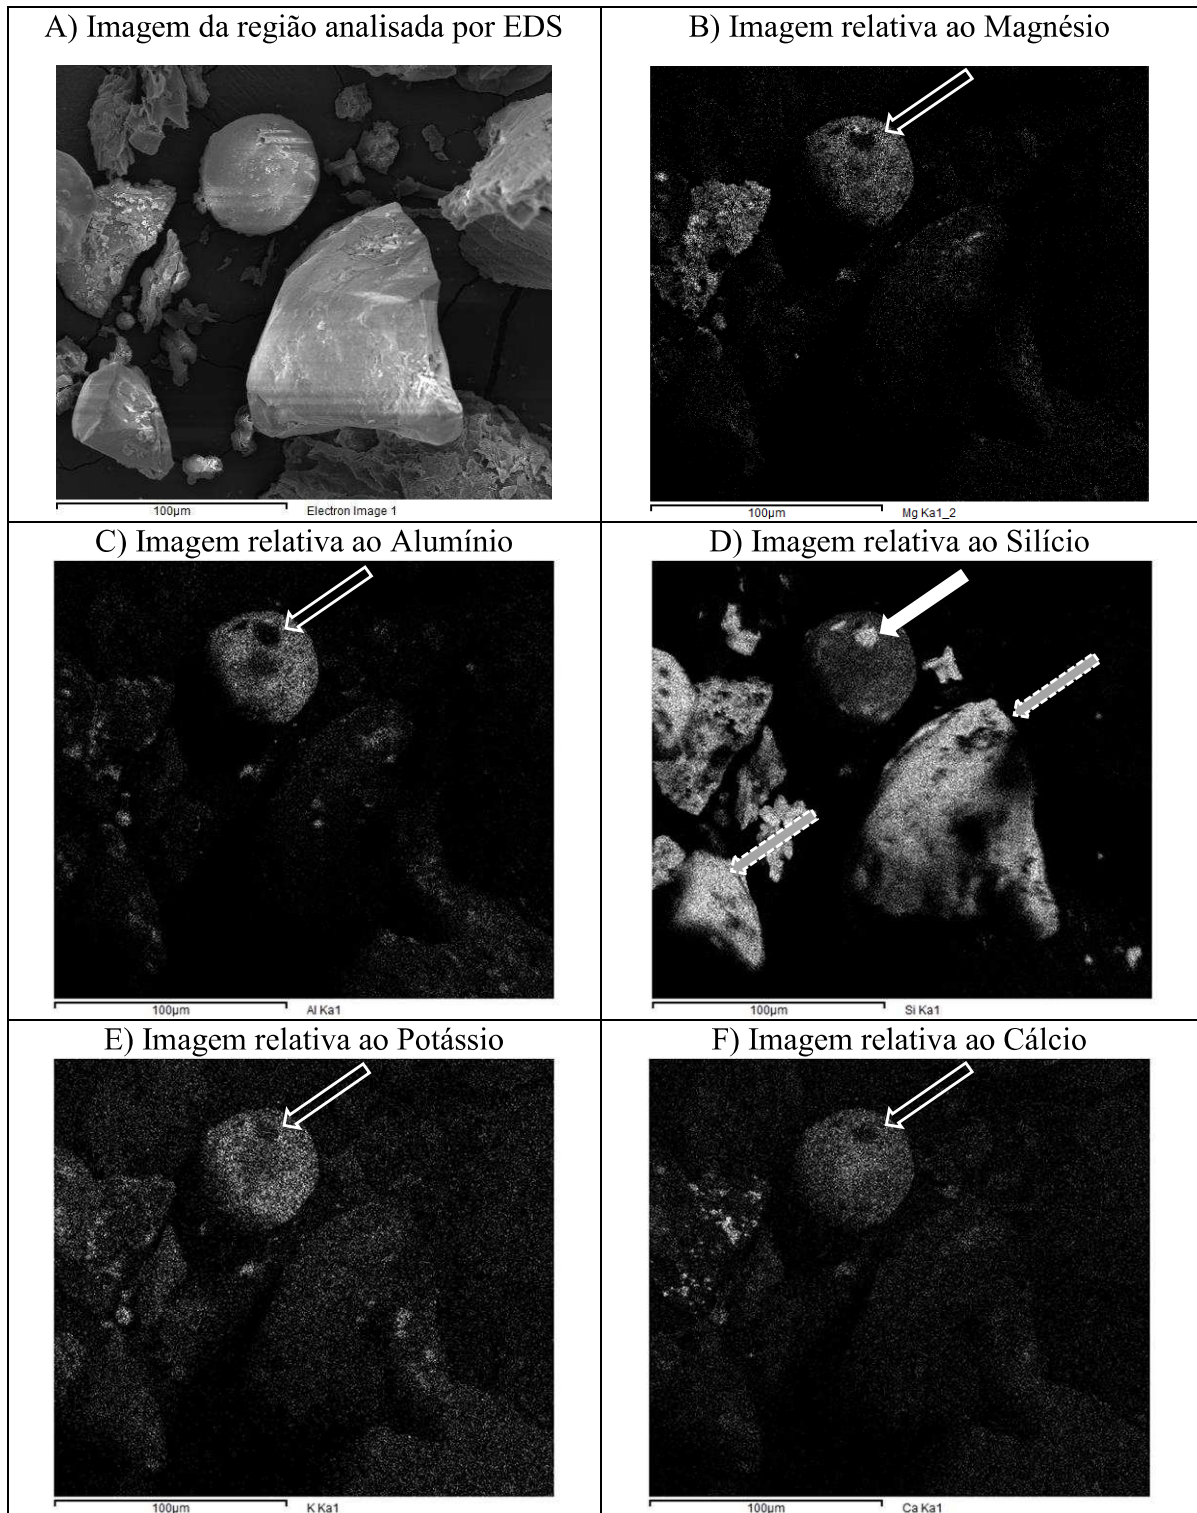 A) Imagem da região analisada por EDS
B) Imagem relativa ao Magnésio
100µm
Electron Image 1
100µm
Mg Ka1_2
C) Imagem relativa ao Alumínio
D) Imagem relativa ao Silício
100µm
Al Ka1
100µm
Si Ka1
E) Imagem relativa ao Potássio
F) Imagem relativa ao Cálcio
100µm
K Ka1
100µm
Ca Ka1